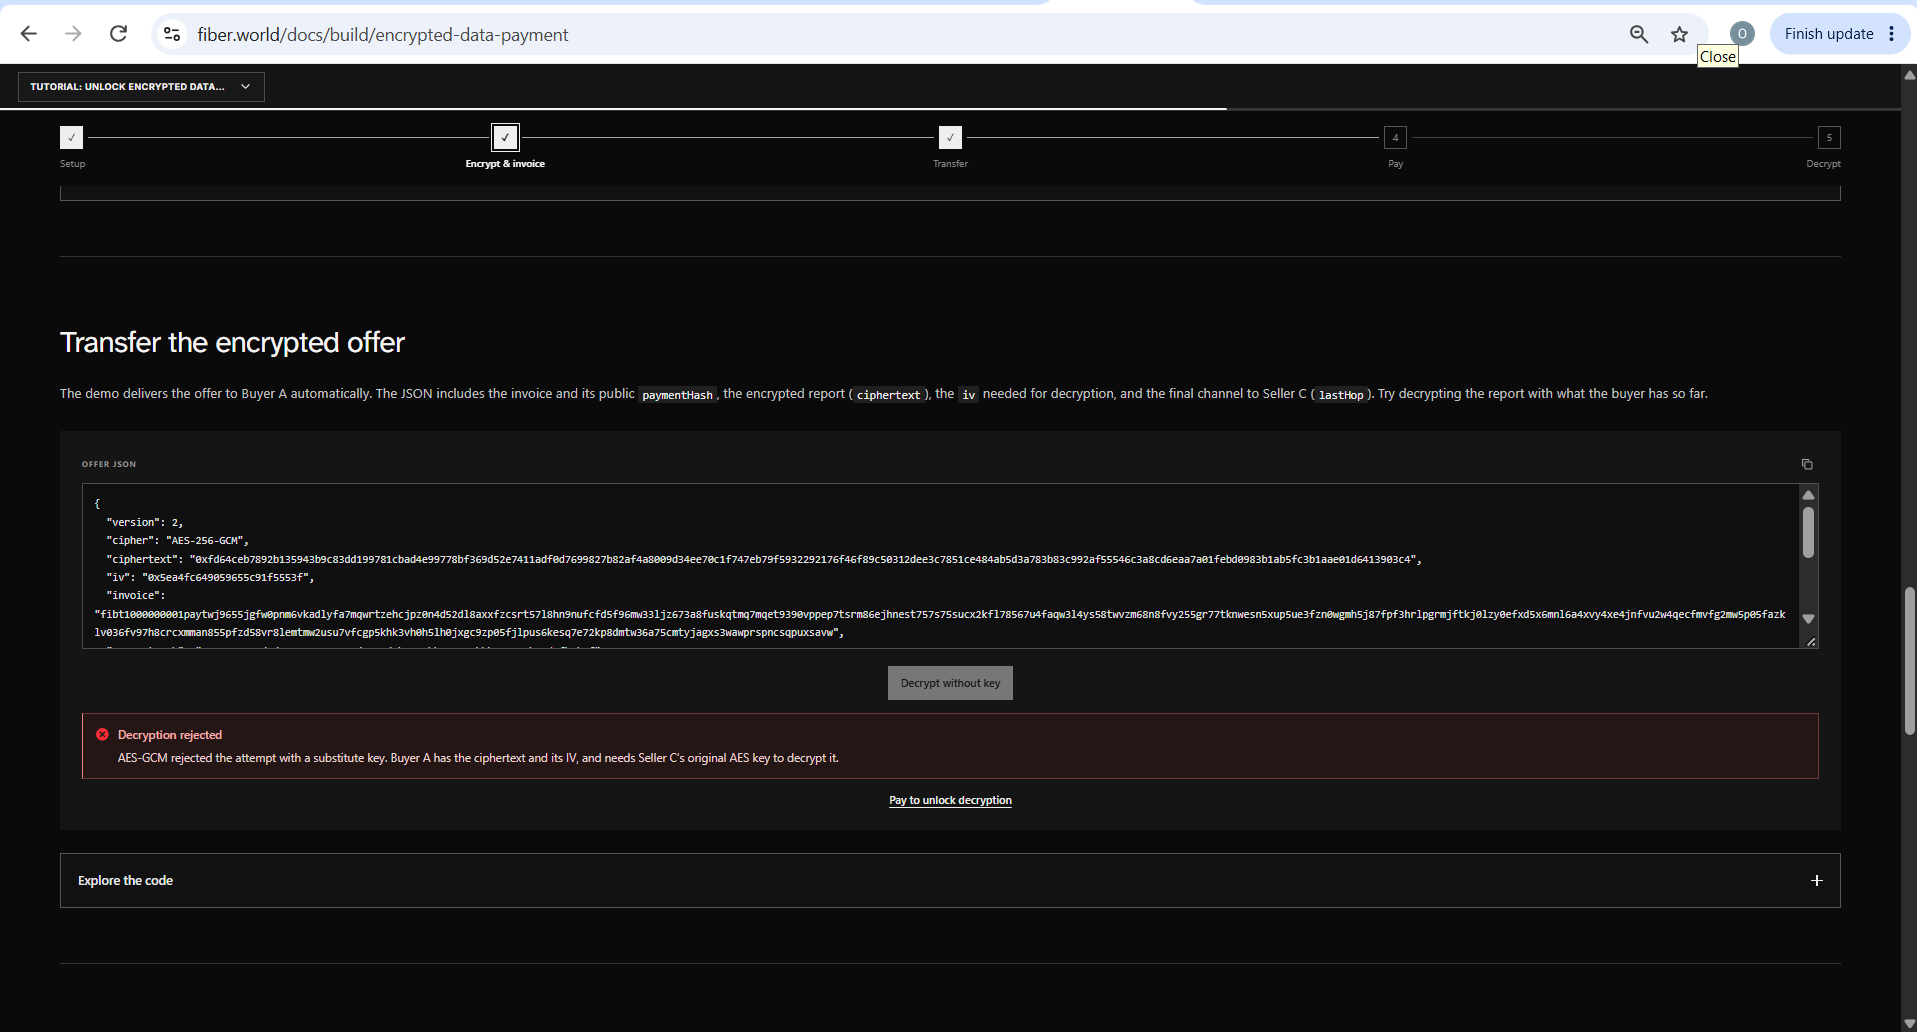 fiber.world/docs/build/encrypted-data-payment
O
Finish update
Close
TUTORIAL: UNLOCK ENCRYPTED DATA...
4
5
Setup
Encrypt & invoice
Transfer
Pay
Decrypt
Transfer the encrypted offer
The demo delivers the offer to Buyer A automatically. The JSON includes the invoice and its public paymentHash, the encrypted report (ciphertext), the iv needed for decryption, and the final channel to Seller C (lastHop). Try decrypting the report with what the buyer has so far.
OFFER JSON
{
"version": 2,
"cipher": "AES-256-GCM",
"ciphertext": "0xfd64ceb7892b135943b9c83dd199781cbad4e99778bf369d52e7411adf0d7699827b82af4a8009d34ee70c1f747eb79f5932292176f46f89c50312dee3c7851ce484ab5d3a783b83c992af55546c3a8cd6eaa7a01febd0983b1ab5fc3b1aae01d6413903c4",
"iv": "0x5ea4fc649059655c91f5553f",
"invoice":
"fibt1000000001paytwj9655jgfw0pnm6vkadlyfa7mqwrtzehcjpz0n4d52dl8axxfzcsrt57l8hn9nufcfd5f96mw33ljz673a8fuskqtmq7mqet9390vppep7tsrm86ejhnest757s75sucx2kfl78567u4faqw3l4ys58twvzm68n8fvy255gr77tknwesn5xup5ue3fzn0wgmh5j87fpf3hrlpgrmjftkj0lzy0efxd5x6mnl6a4xvy4xe4jnfvu2w4qecfmvfg2mw5p05fazk
lv036fv97h8crcxmman855pfzd58vr8lemtmw2usu7vfcgp5khk3vh0h5lh0jxgc9zp05fjlpus6kesq7e72kp8dmtw36a75cmtyjagxs3wawprspncsqpuxsavw",
Decrypt without key
Decryption rejected
AES-GCM rejected the attempt with a substitute key. Buyer A has the ciphertext and its IV, and needs Seller C's original AES key to decrypt it.
Pay to unlock decryption
Explore the code